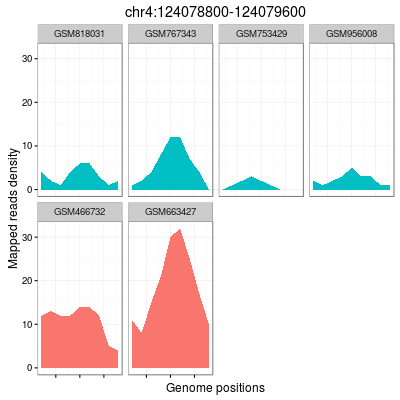 chr4:124078800-124079600
GSM818031 GSM767343 GSM753429 GSM956008
30
20
10
0
GSM466732 GSM663427
30
20
10
0
Mapped reads density
Genome positions